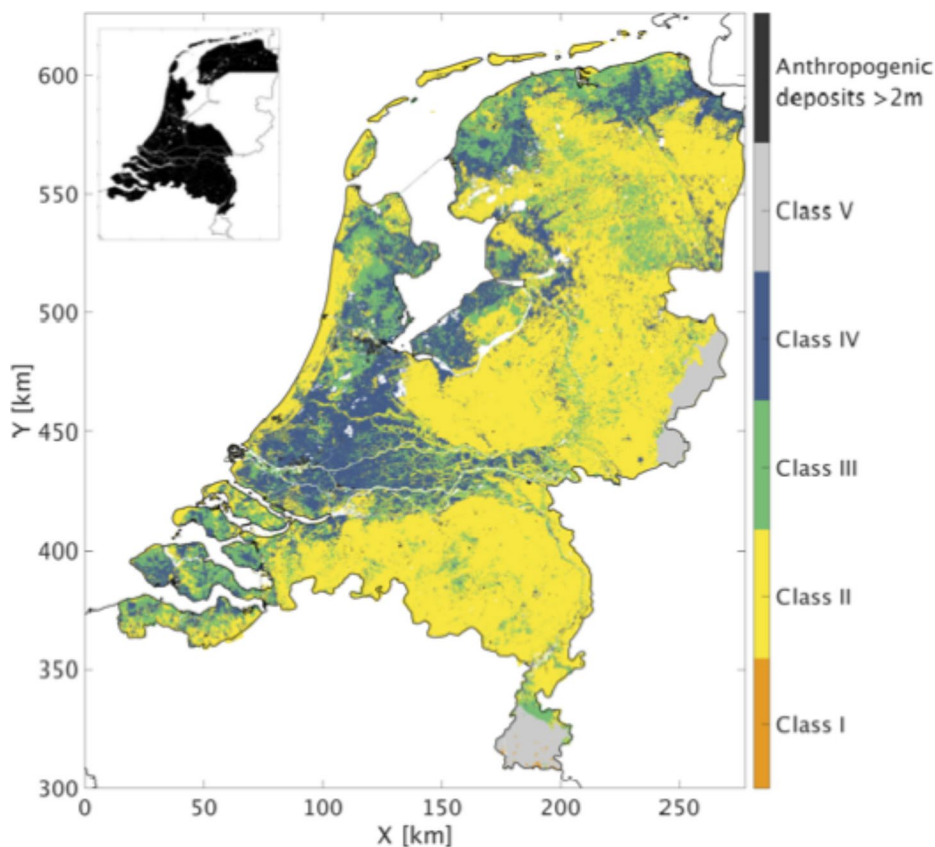 600
550
500
450
400
350
300
Y [km]
0
50
100
150
200
250
X [km]
Anthropogenic
deposits >2m
Class V
Class IV
Class III
Class II
Class I